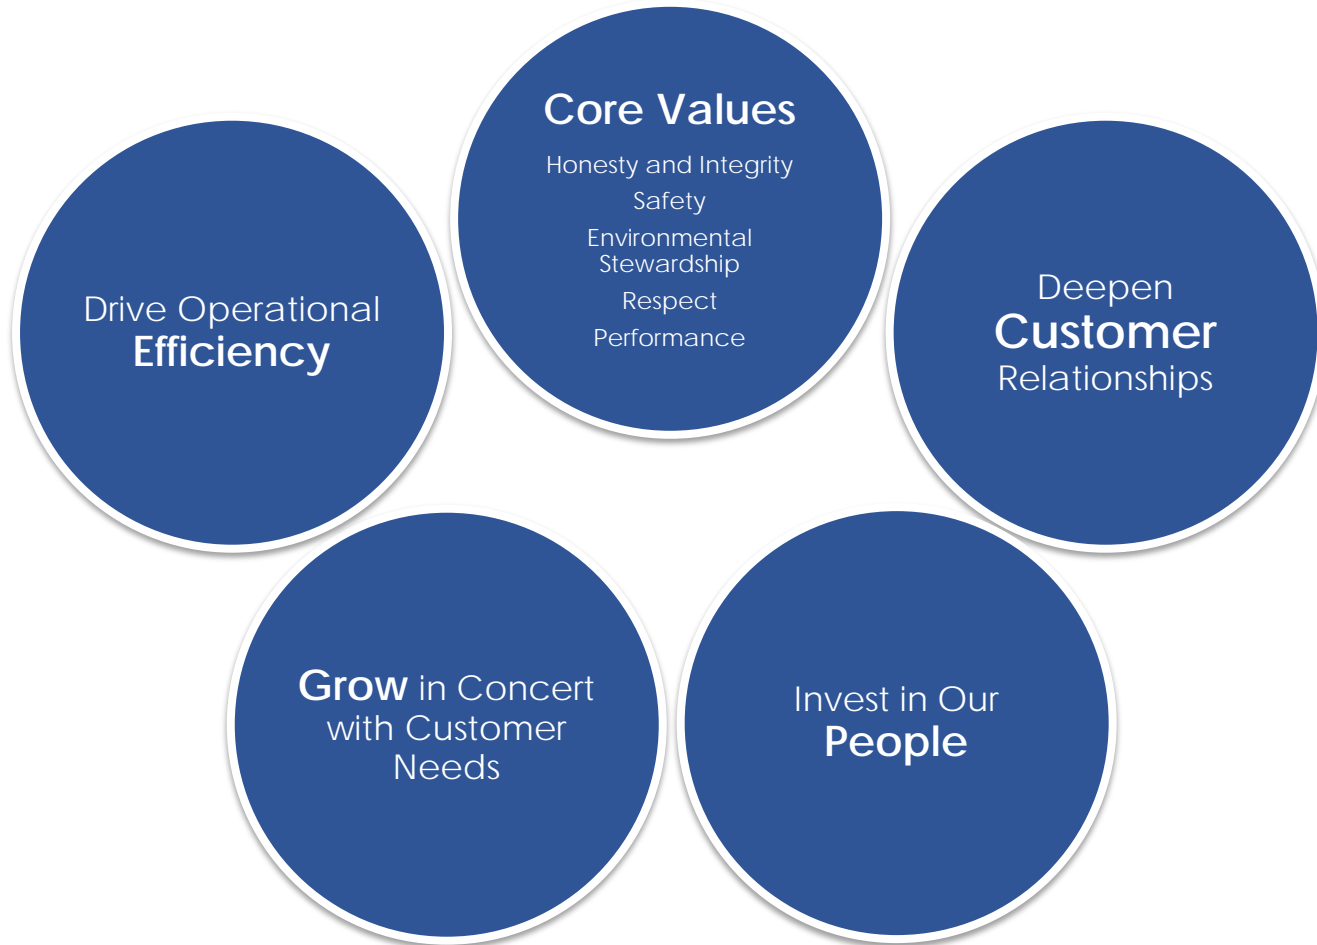 Core Values
Honesty and Integrity
Safety
Environmental
Stewardship
Respect
Performance
Drive Operational
Efficiency
Deepen
Customer
Relationships
Grow in Concert
with Customer
Needs
Invest in Our
People